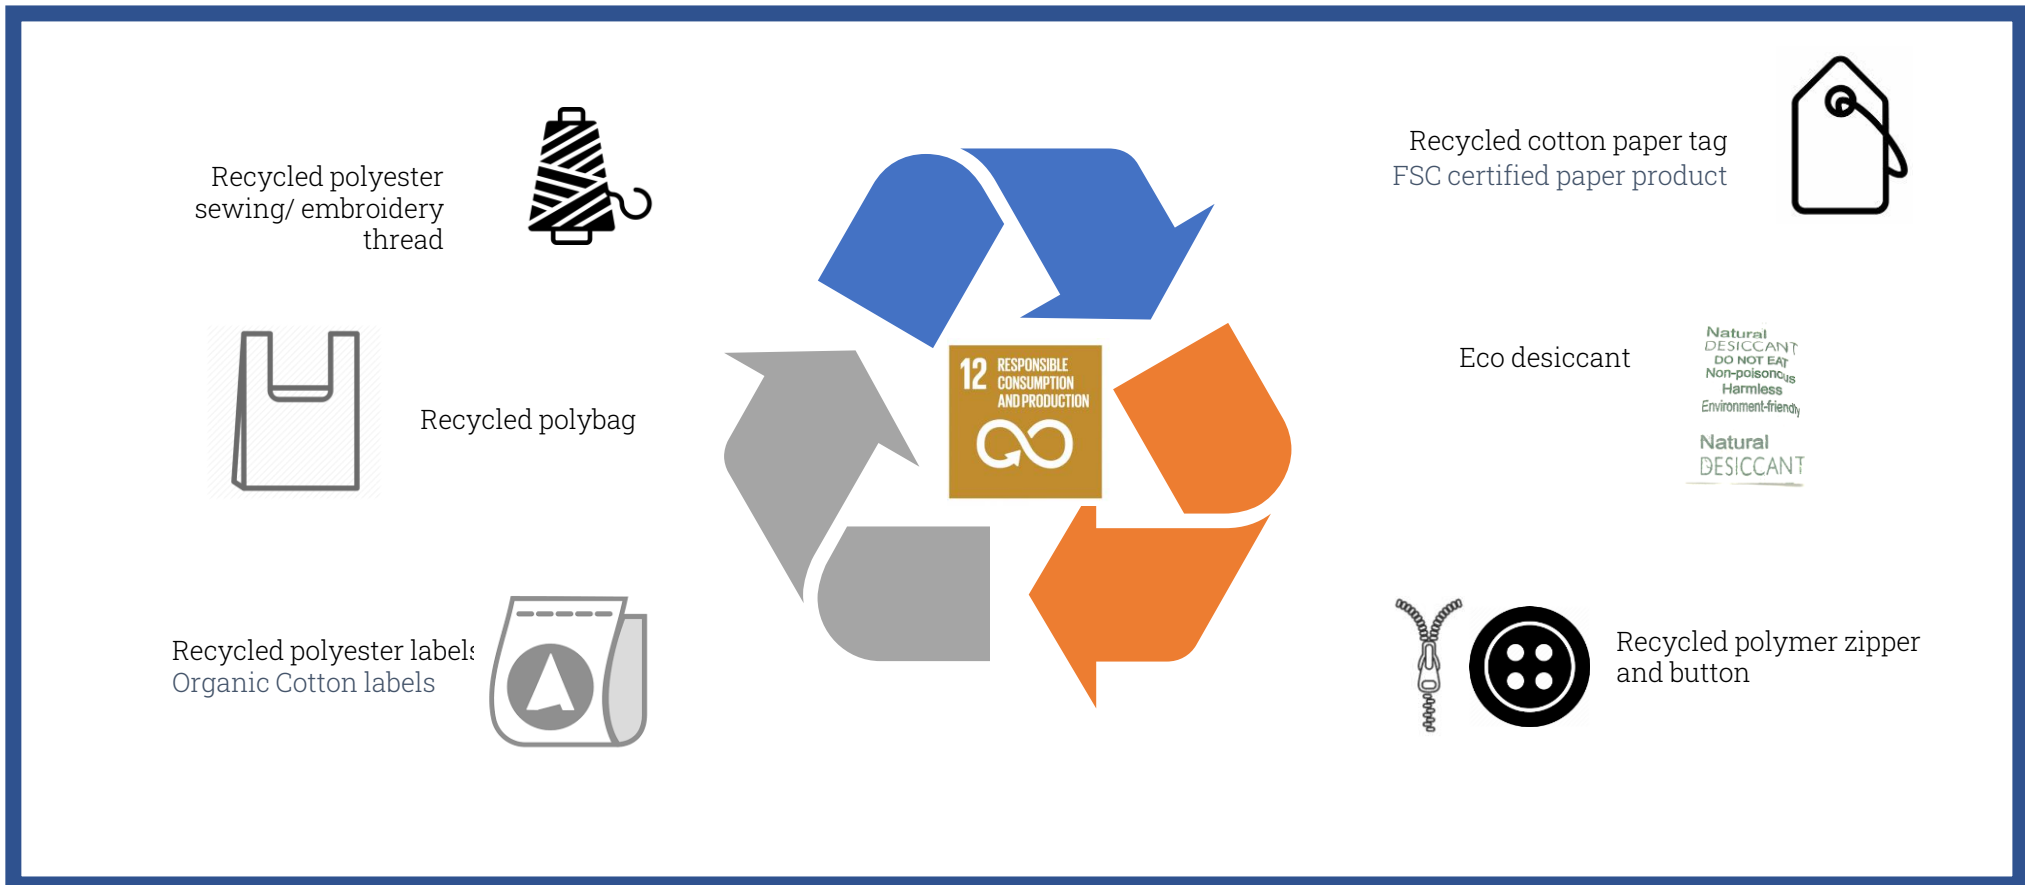 Recycled polyester
sewing/ embroidery
thread
Recycled polybag
Recycled polyester labels
Organic Cotton labels
12 RESPONSIBLE
CONSUMPTION
AND PRODUCTION
Recycled cotton paper tag
FSC certified paper product
Eco desiccant
Natural
DESICCANT
DO NOT EAT
Non-poisonous
Harmless
Environment-friendly
Natural
DESICCANT
Recycled polymer zipper
and button